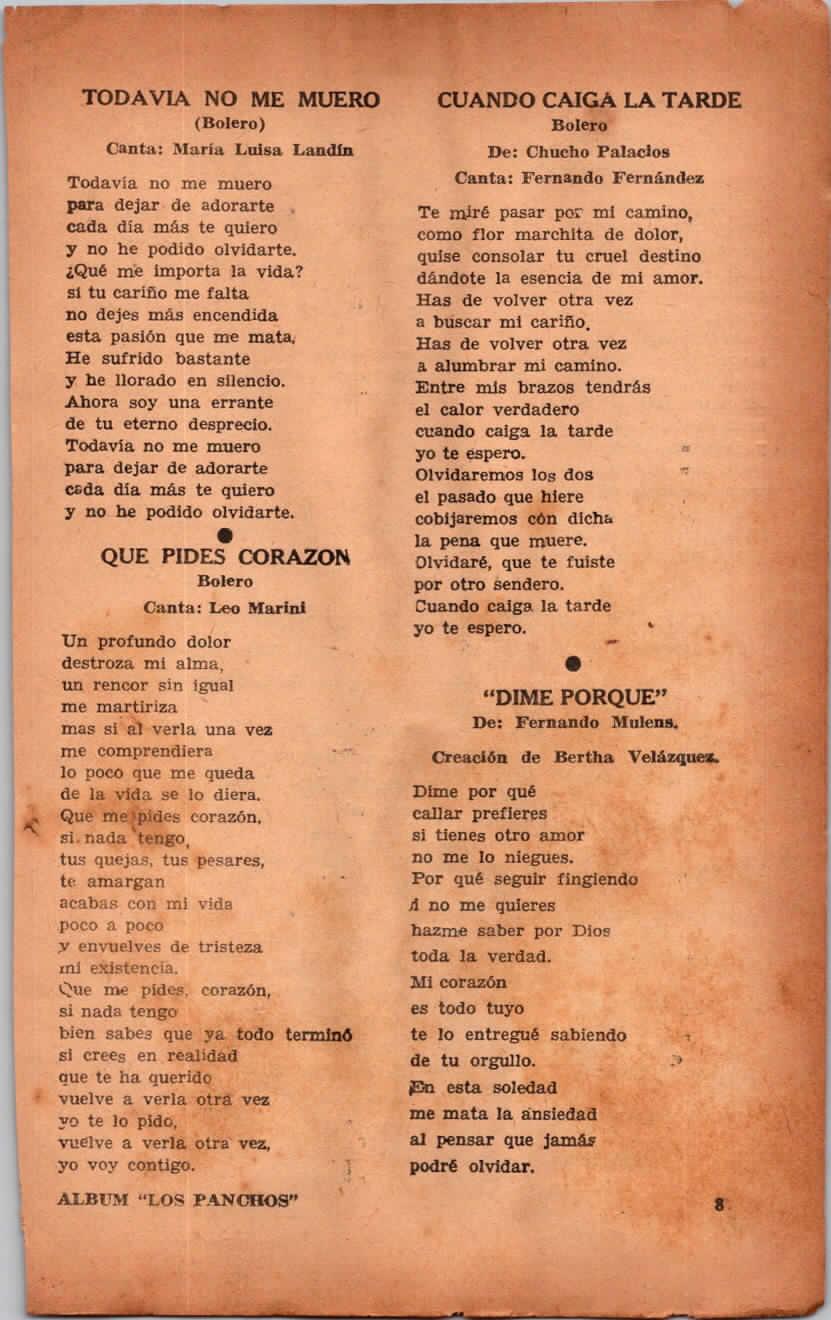 TODAVIA NO ME MUERO
(Bolero)
Canta: María Luisa Landín
Todavía no me muero
para dejar de adorarte
cada día más te quiero
y no he podido olvidarte.
¿Qué me importa la vida?
si tu cariño me falta
no dejes más encendida
esta pasión que me mata.
He sufrido bastante
y he llorado en silencio.
Ahora soy una errante
de tu eterno desprecio.
Todavía no me muero
para dejar de adorarte
cada día más te quiero
y no he podido olvidarte.
QUE PIDES CORAZON
Bolero
Canta: Leo Marini
Un profundo dolor
destroza mi alma,
un rencor sin igual
me martiriza
mas si al verla una vez
me comprendiera
lo poco que me queda
de la vida se lo diera.
Que me pides corazón,
si nada tengo,
tus quejas, tus pesares,
te amargan
acabas con mi vida
poco a poco
y envuelves de tristeza
mi existencia.
Que me pides, corazón,
si nada tengo
bien sabes que ya todo terminó
si crees en realidad
que te ha querido
vuelve a verla otra vez
yo te lo pido,
vuelve a verla otra vez,
yo voy contigo.
ALBUM "LOS PANCHOS"
CUANDO CAIGA LA TARDE
Bolero
De: Chucho Palacios
Canta: Fernando Fernández
Te miré pasar por mi camino,
como flor marchita de dolor,
quise consolar tu cruel destino
dándote la esencia de mi amor.
Has de volver otra vez
a buscar mi cariño.
Has de volver otra vez
a alumbrar mi camino.
Entre mis brazos tendrás
el calor verdadero
cuando caiga la tarde
yo te espero.
Olvidaremos los dos
el pasado que hiere
cobijaremos con dicha
la pena que muere.
Olvidaré, que te fuiste
por otro sendero.
Cuando caiga la tarde
yo te espero.
"DIME PORQUE"
De: Fernando Mulens.
Creación de Bertha Velázquez.
Dime por qué
callar prefieres
si tienes otro amor
no me lo niegues.
Por qué seguir fingiendo
no me quieres
hazme saber por Dios
toda la verdad.
Mi corazón
es todo tuyo
te lo entregué sabiendo
de tu orgullo.
En esta soledad
me mata la ansiedad
al pensar que jamás
podré olvidar.
8